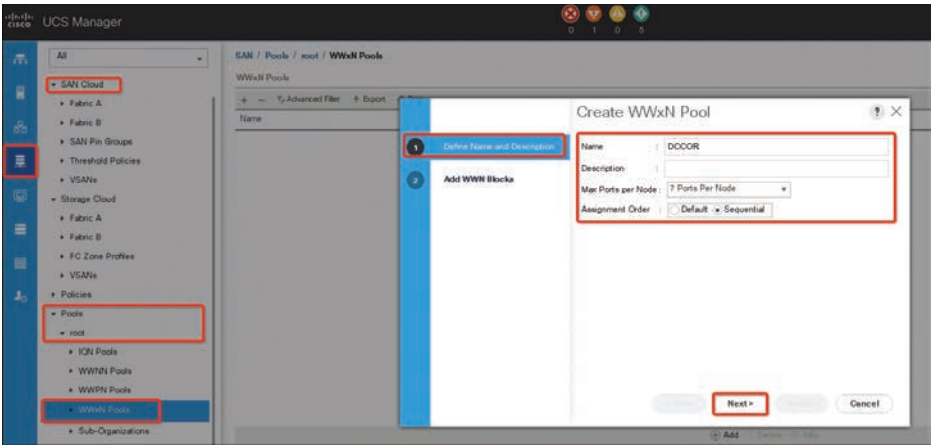 cisco UCS Manager
0 1 0 5
All
SAN Cloud
Fabric A
Fabric B
SAN Pin Groups
Threshold Policies
VSANs
Storage Cloud
Fabric A
Fabric B
FC Zone Profiles
VSANs
Policies
Pools
root
IQN Pools
WWNN Pools
WWPN Pools
WWxN Pools
Sub-Organizations
SAN / Pools / root / WWxN Pools
WWxN Pools
+ − Advanced Filter Export
Name
Create WWxN Pool
? ×
1 Define Name and Description
2 Add WWN Blocks
Name : DCCOR
Description :
Max Ports per Node : 7 Ports Per Node
Assignment Order : Default Sequential
Next >
Cancel
Add